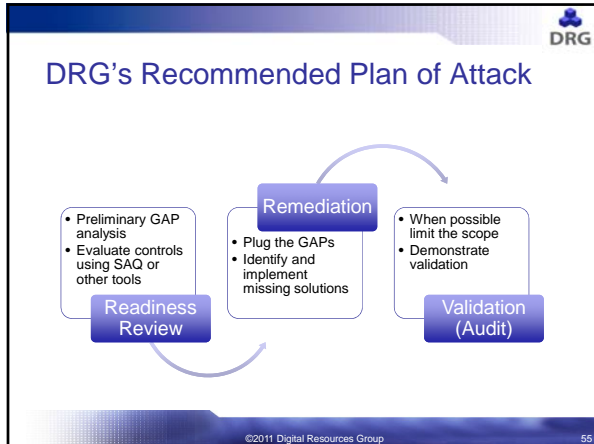 DRG
DRG's Recommended Plan of Attack
• Preliminary GAP
analysis
• Evaluate controls
using SAQ or
other tools
Readiness
Review
Remediation
• Plug the GAPs
• Identify and
implement
missing solutions
• When possible
limit the scope
• Demonstrate
validation
Validation
(Audit)
©2011 Digital Resources Group
55